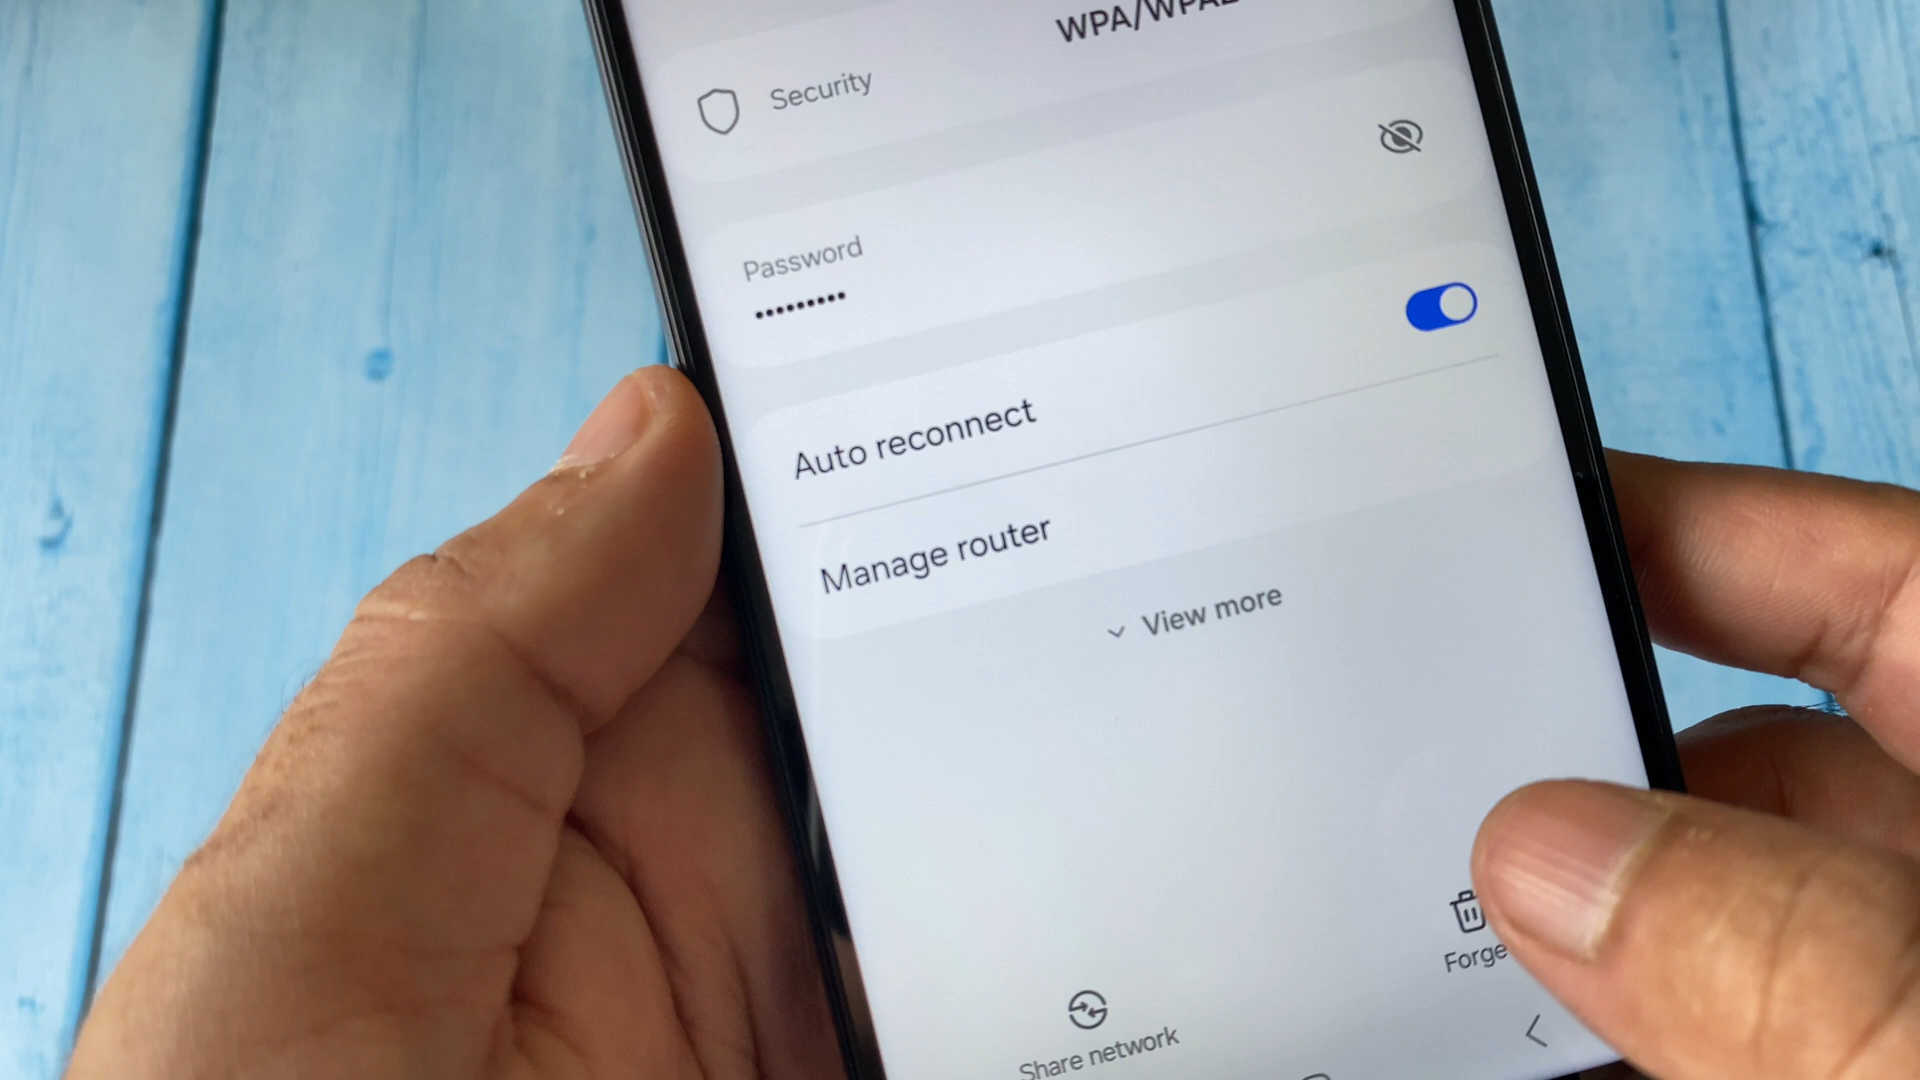 WPA/WPA2
Security
Password
•••••••••
Auto reconnect
Manage router
View more
Forge
Share network